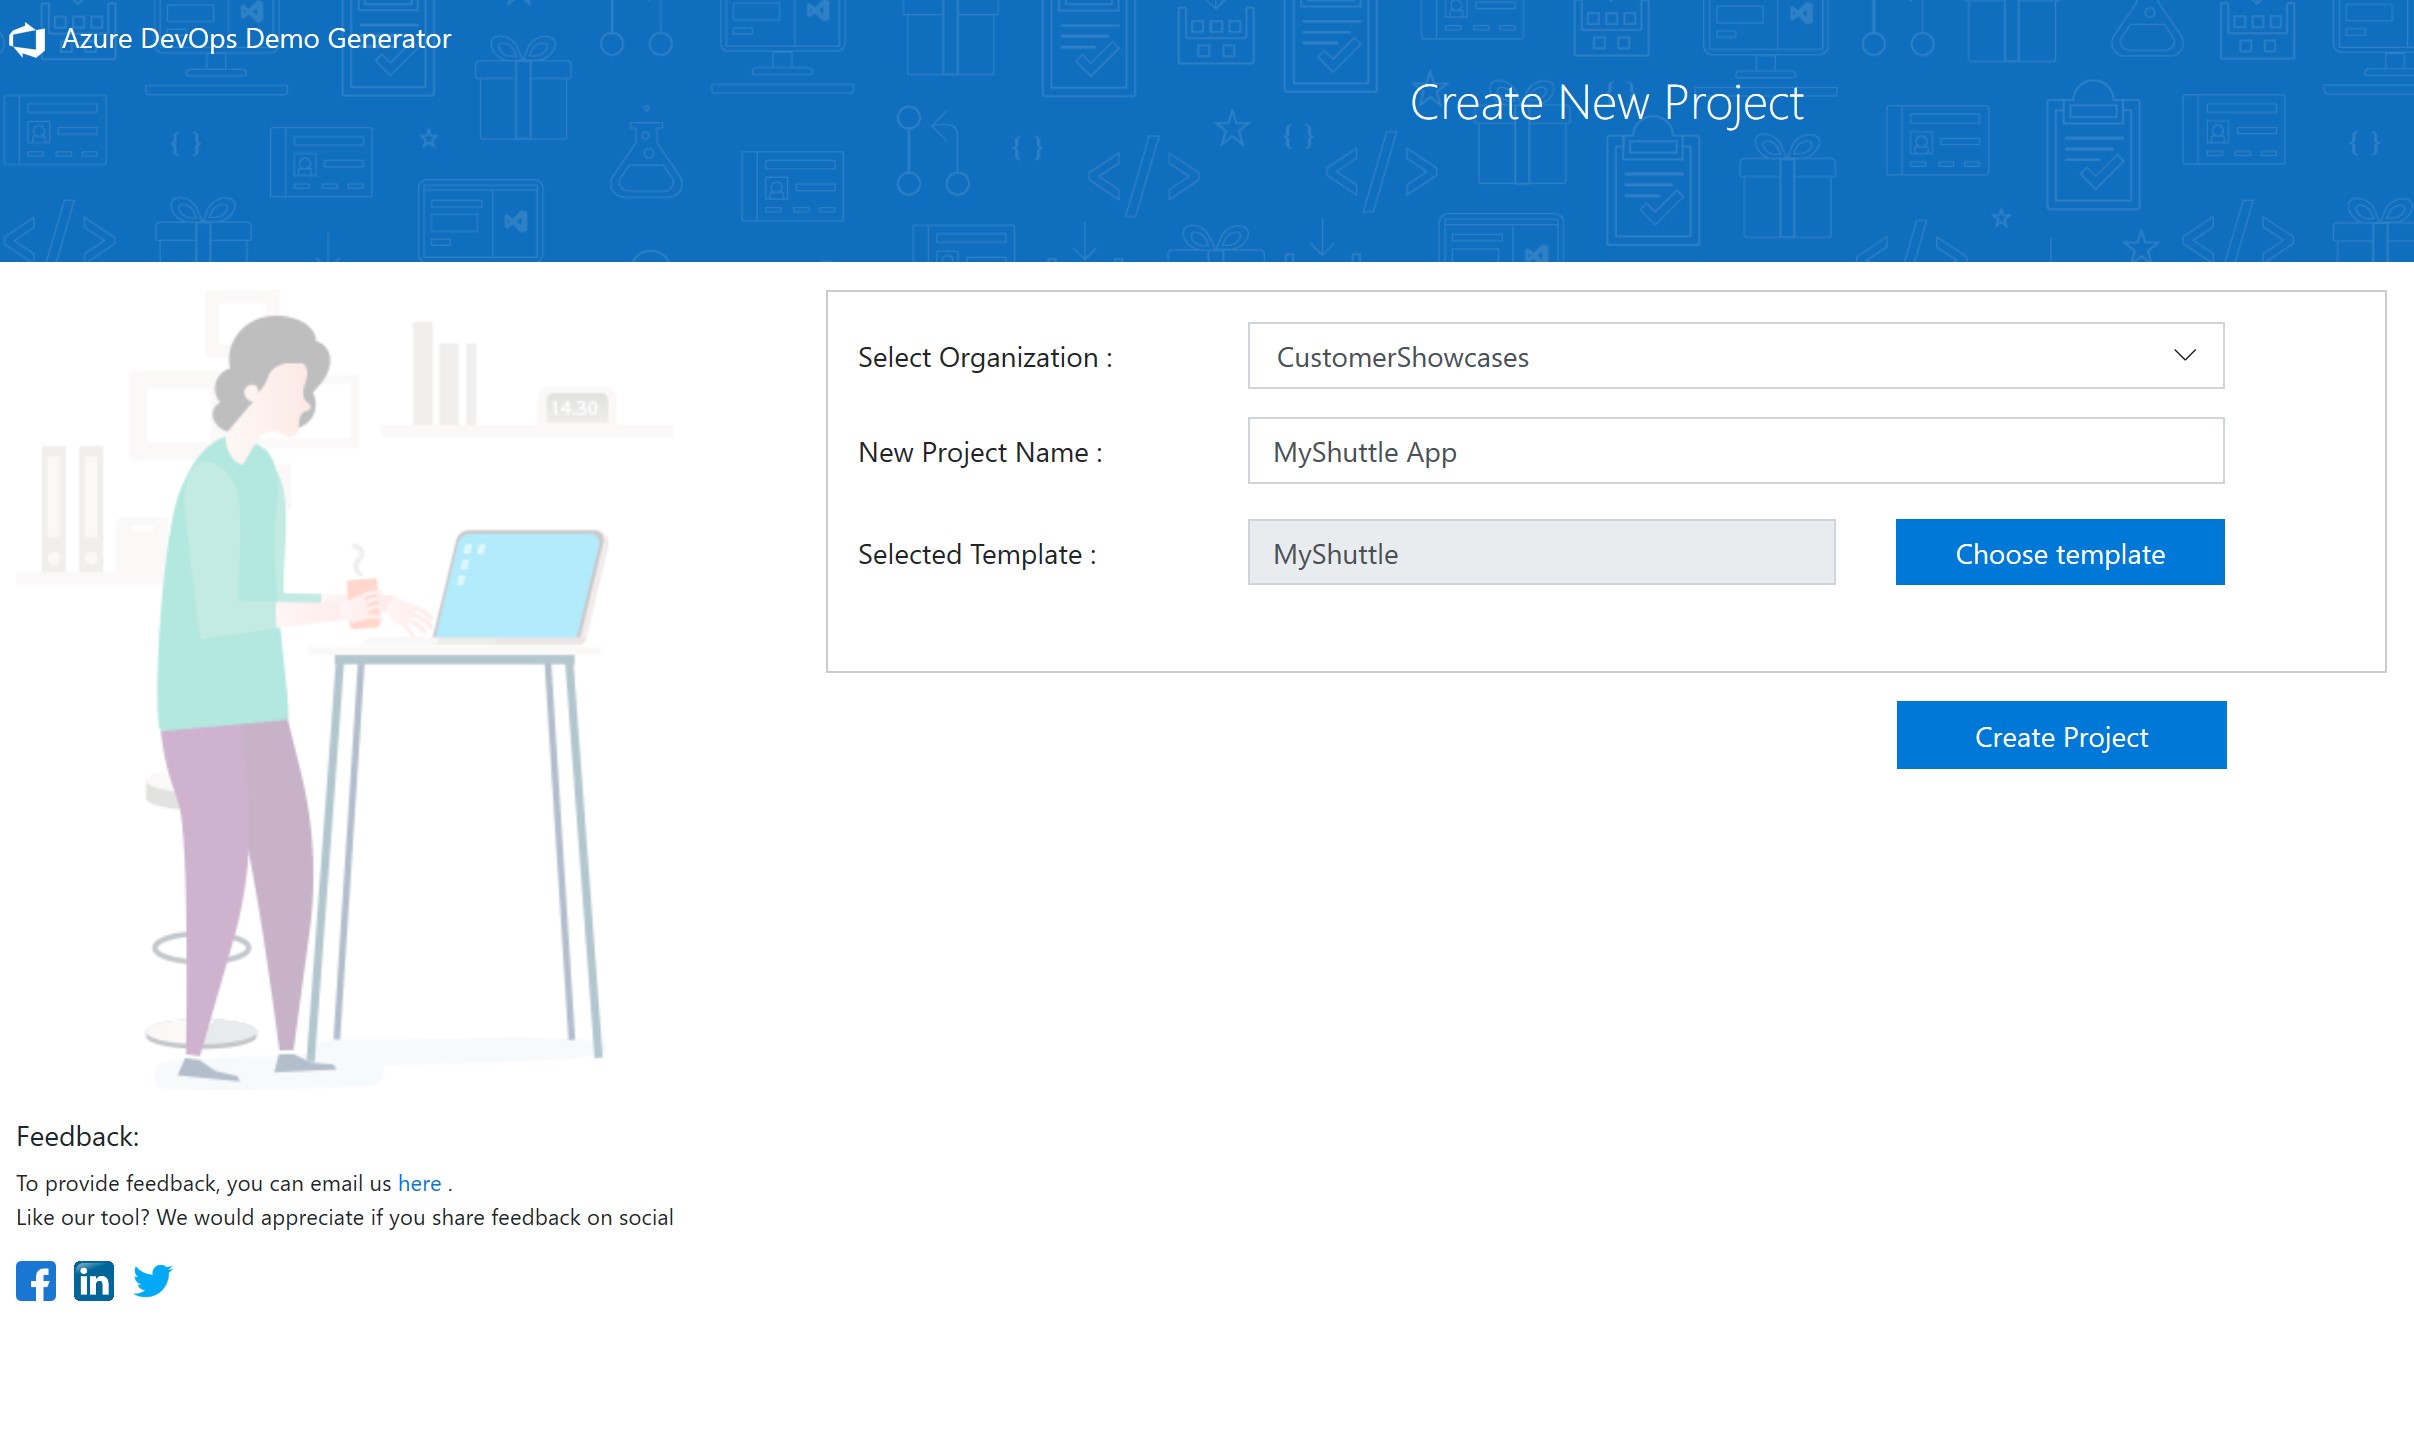 Azure DevOps Demo Generator
Create New Project
Select Organization :
CustomerShowcases
New Project Name :
MyShuttle App
Selected Template :
MyShuttle
Choose template
Create Project
14.30
Feedback:
To provide feedback, you can email us here .
Like our tool? We would appreciate if you share feedback on social